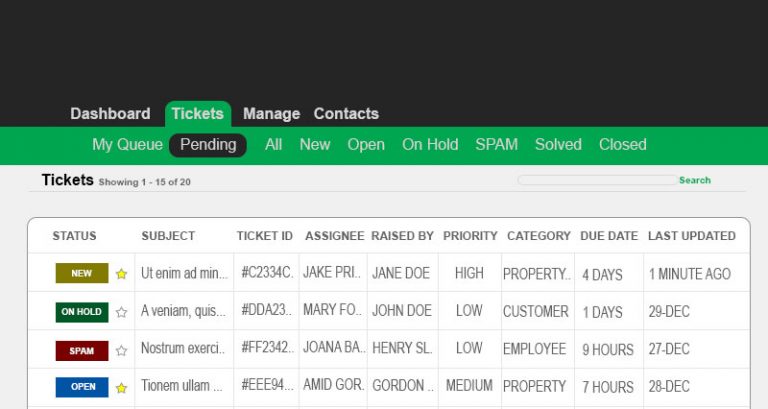 Dashboard Tickets Manage Contacts
My Queue Pending All New Open On Hold SPAM Solved Closed
Tickets Showing 1 - 15 of 20 Search
STATUS SUBJECT TICKET ID ASSIGNEE RAISED BY PRIORITY CATEGORY DUE DATE LAST UPDATED
NEW Ut enim ad min... #C2334C. JAKE PRI.. JANE DOE HIGH PROPERTY.. 4 DAYS 1 MINUTE AGO
ON HOLD A veniam, quis... #DDA23.. MARY FO.. JOHN DOE LOW CUSTOMER 1 DAYS 29-DEC
SPAM Nostrum exerci.. #FF2342.. JOANA BA.. HENRY SL. LOW EMPLOYEE 9 HOURS 27-DEC
OPEN Tionem ullam ... #EEE94... AMID GOR. GORDON .. MEDIUM PROPERTY 7 HOURS 28-DEC